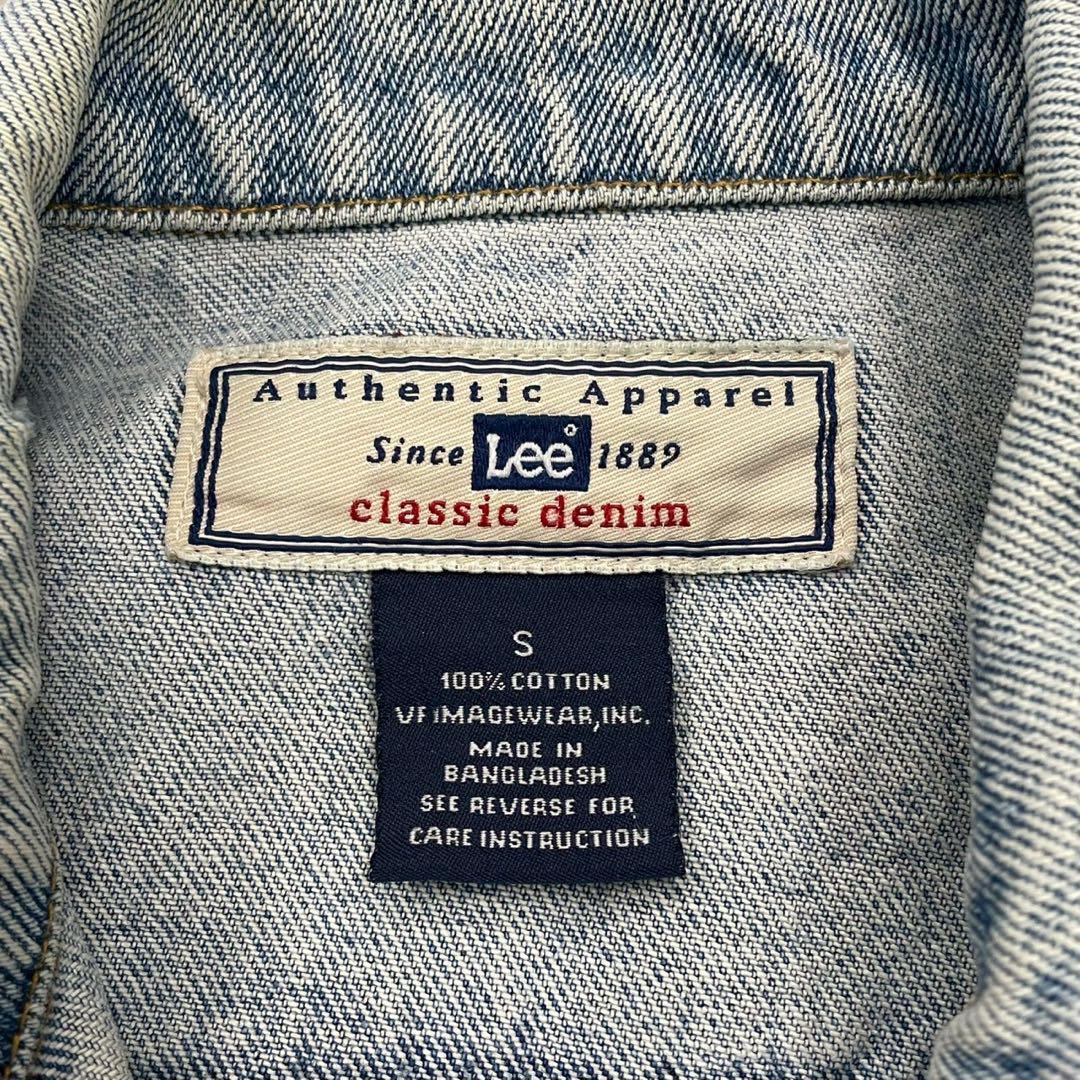 Authentic Apparel
Since Lee® 1889
classic denim
S
100% COTTON
VF IMAGEWEAR, INC.
MADE IN
BANGLADESH
SEE REVERSE FOR
CARE INSTRUCTION